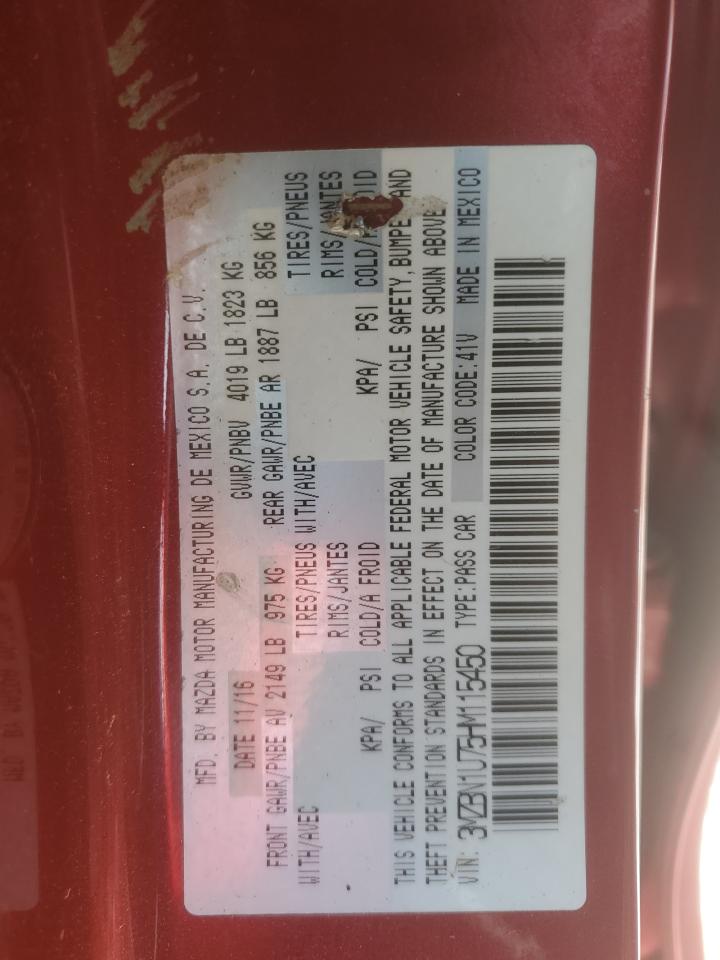 MFD. BY MAZDA MOTOR MANUFACTURING DE MEXICO S.A. DE C.V.
DATE 11/16 GVWR/PNBV 4019 LB 1823 KG
FRONT GAWR/PNBE AV 2149 LB 975 KG REAR GAWR/PNBE AR 1887 LB 856 KG
WITH/AVEC TIRES/PNEUS WITH/AVEC TIRES/PNEUS
RIMS/JANTES RIMS/JANTES
KPA/ PSI COLD/A FROID KPA/ PSI COLD/
THIS VEHICLE CONFORMS TO ALL APPLICABLE FEDERAL MOTOR VEHICLE SAFETY, BUMPER AND
THEFT PREVENTION STANDARDS IN EFFECT ON THE DATE OF MANUFACTURE SHOWN ABOVE
VIN: 3MZBN1U75HM115450 TYPE:PASS CAR COLOR CODE:41V MADE IN MEXICO